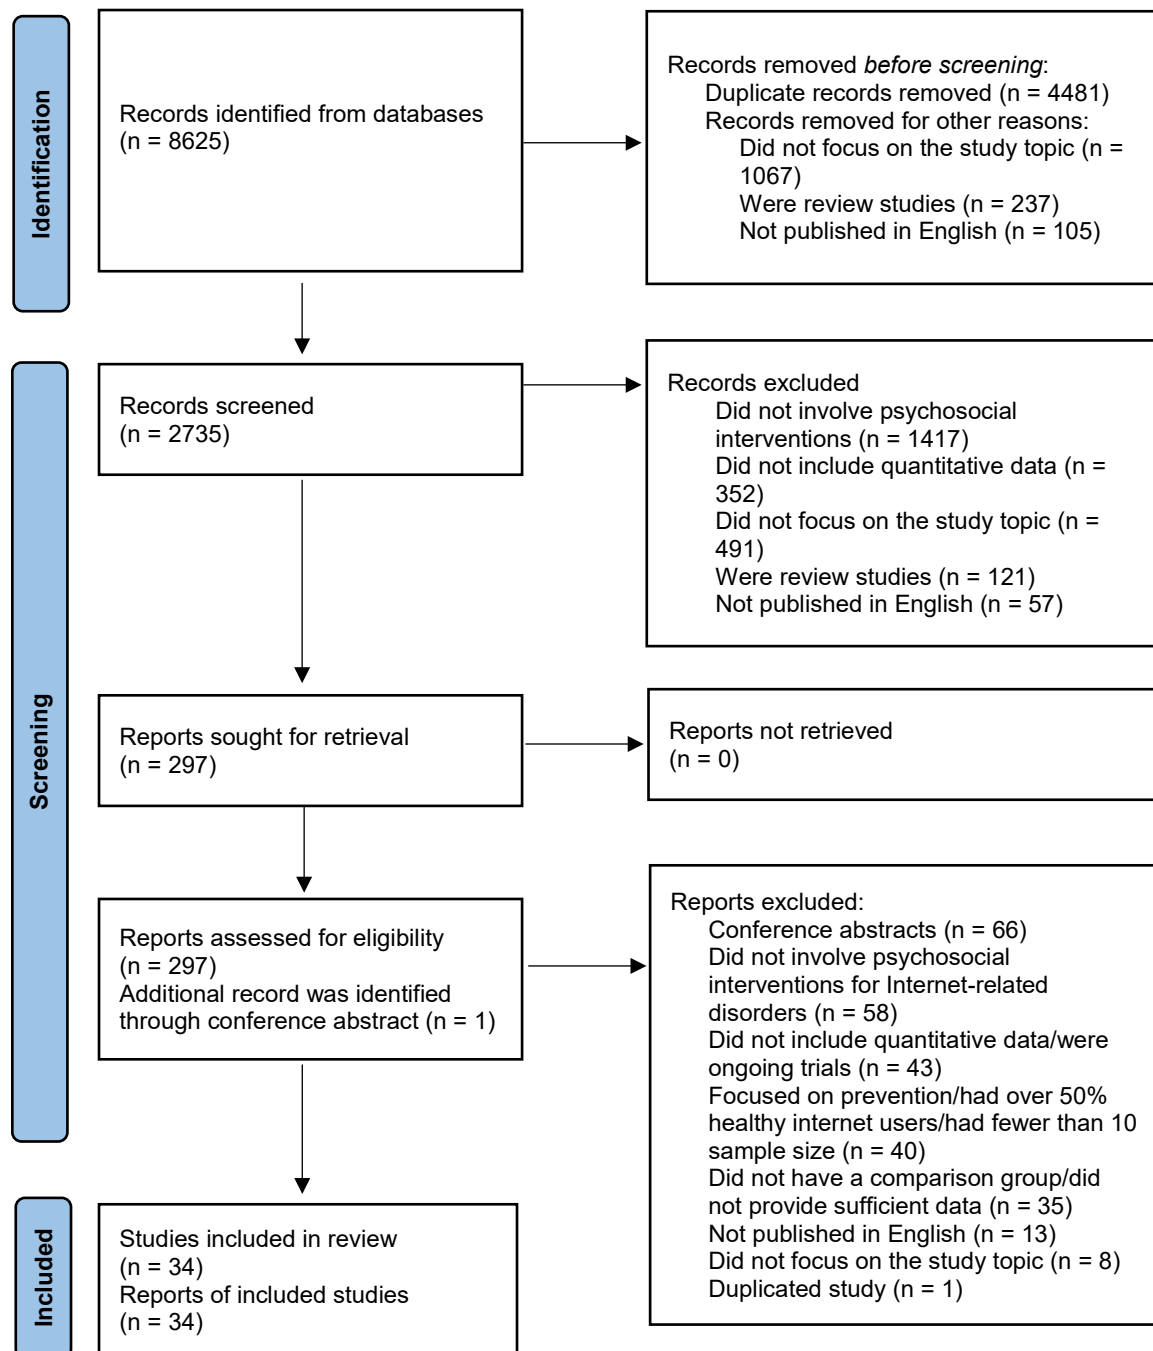 Identification
Records identified from databases
(n = 8625)
Records removed before screening:
Duplicate records removed (n = 4481)
Records removed for other reasons:
Did not focus on the study topic (n =
1067)
Were review studies (n = 237)
Not published in English (n = 105)
Screening
Records screened
(n = 2735)
Records excluded
Did not involve psychosocial
interventions (n = 1417)
Did not include quantitative data (n =
352)
Did not focus on the study topic (n =
491)
Were review studies (n = 121)
Not published in English (n = 57)
Reports sought for retrieval
(n = 297)
Reports not retrieved
(n = 0)
Reports assessed for eligibility
(n = 297)
Additional record was identified
through conference abstract (n = 1)
Reports excluded:
Conference abstracts (n = 66)
Did not involve psychosocial
interventions for Internet-related
disorders (n = 58)
Did not include quantitative data/were
ongoing trials (n = 43)
Focused on prevention/had over 50%
healthy internet users/had fewer than 10
sample size (n = 40)
Did not have a comparison group/did
not provide sufficient data (n = 35)
Not published in English (n = 13)
Did not focus on the study topic (n = 8)
Duplicated study (n = 1)
Included
Studies included in review
(n = 34)
Reports of included studies
(n = 34)